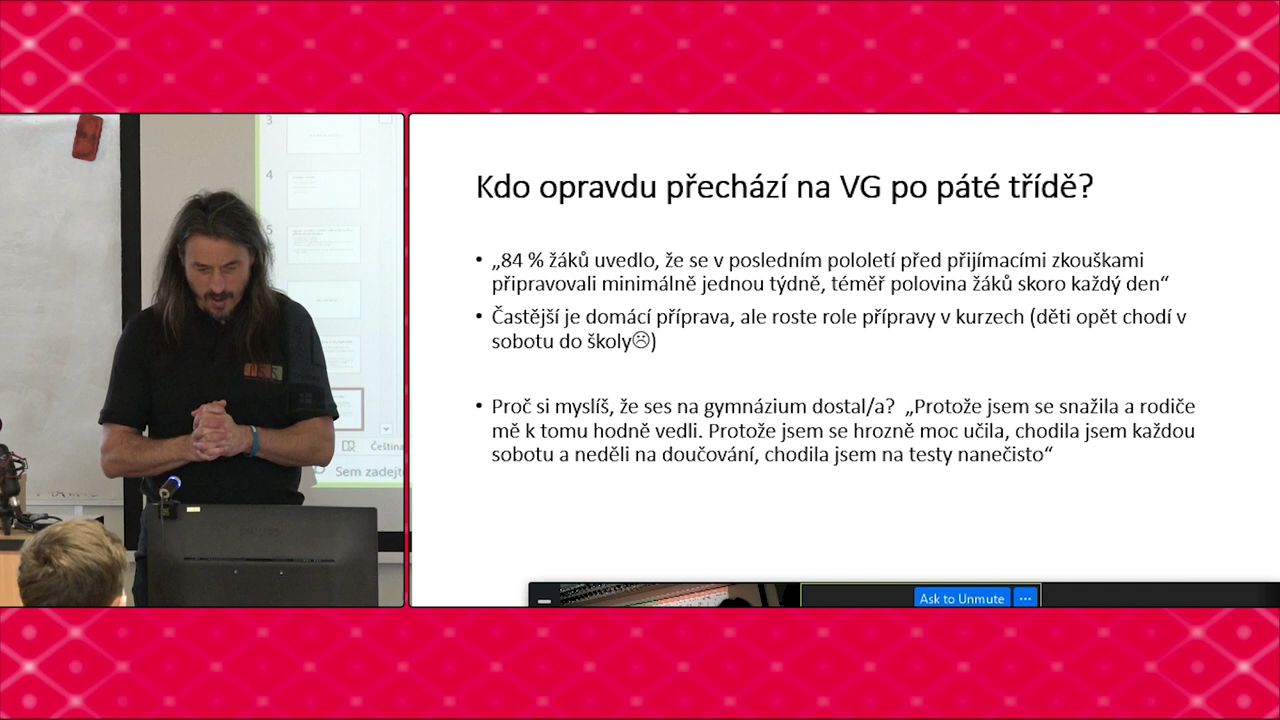 3
4
5
Čeština
Sem zadejt
Kdo opravdu přechází na VG po páté třídě?
• „84 % žáků uvedlo, že se v posledním pololetí před přijímacími zkouškami
připravovali minimálně jednou týdně, téměř polovina žáků skoro každý den“
• Častější je domácí příprava, ale roste role přípravy v kurzech (děti opět chodí v
sobotu do školy☹)
• Proč si myslíš, že ses na gymnázium dostal/a? „Protože jsem se snažila a rodiče
mě k tomu hodně vedli. Protože jsem se hrozně moc učila, chodila jsem každou
sobotu a neděli na doučování, chodila jsem na testy nanečisto“
Ask to Unmute